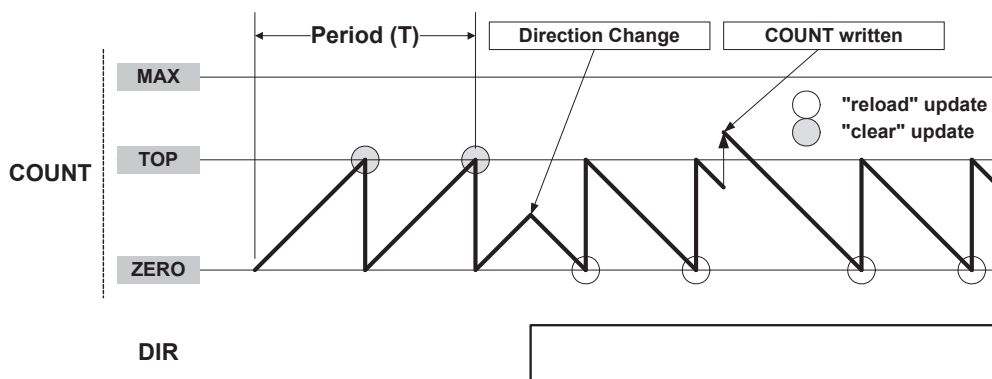 Period (T)
Direction Change
COUNT written
MAX
"reload" update
"clear" update
TOP
COUNT
ZERO
DIR